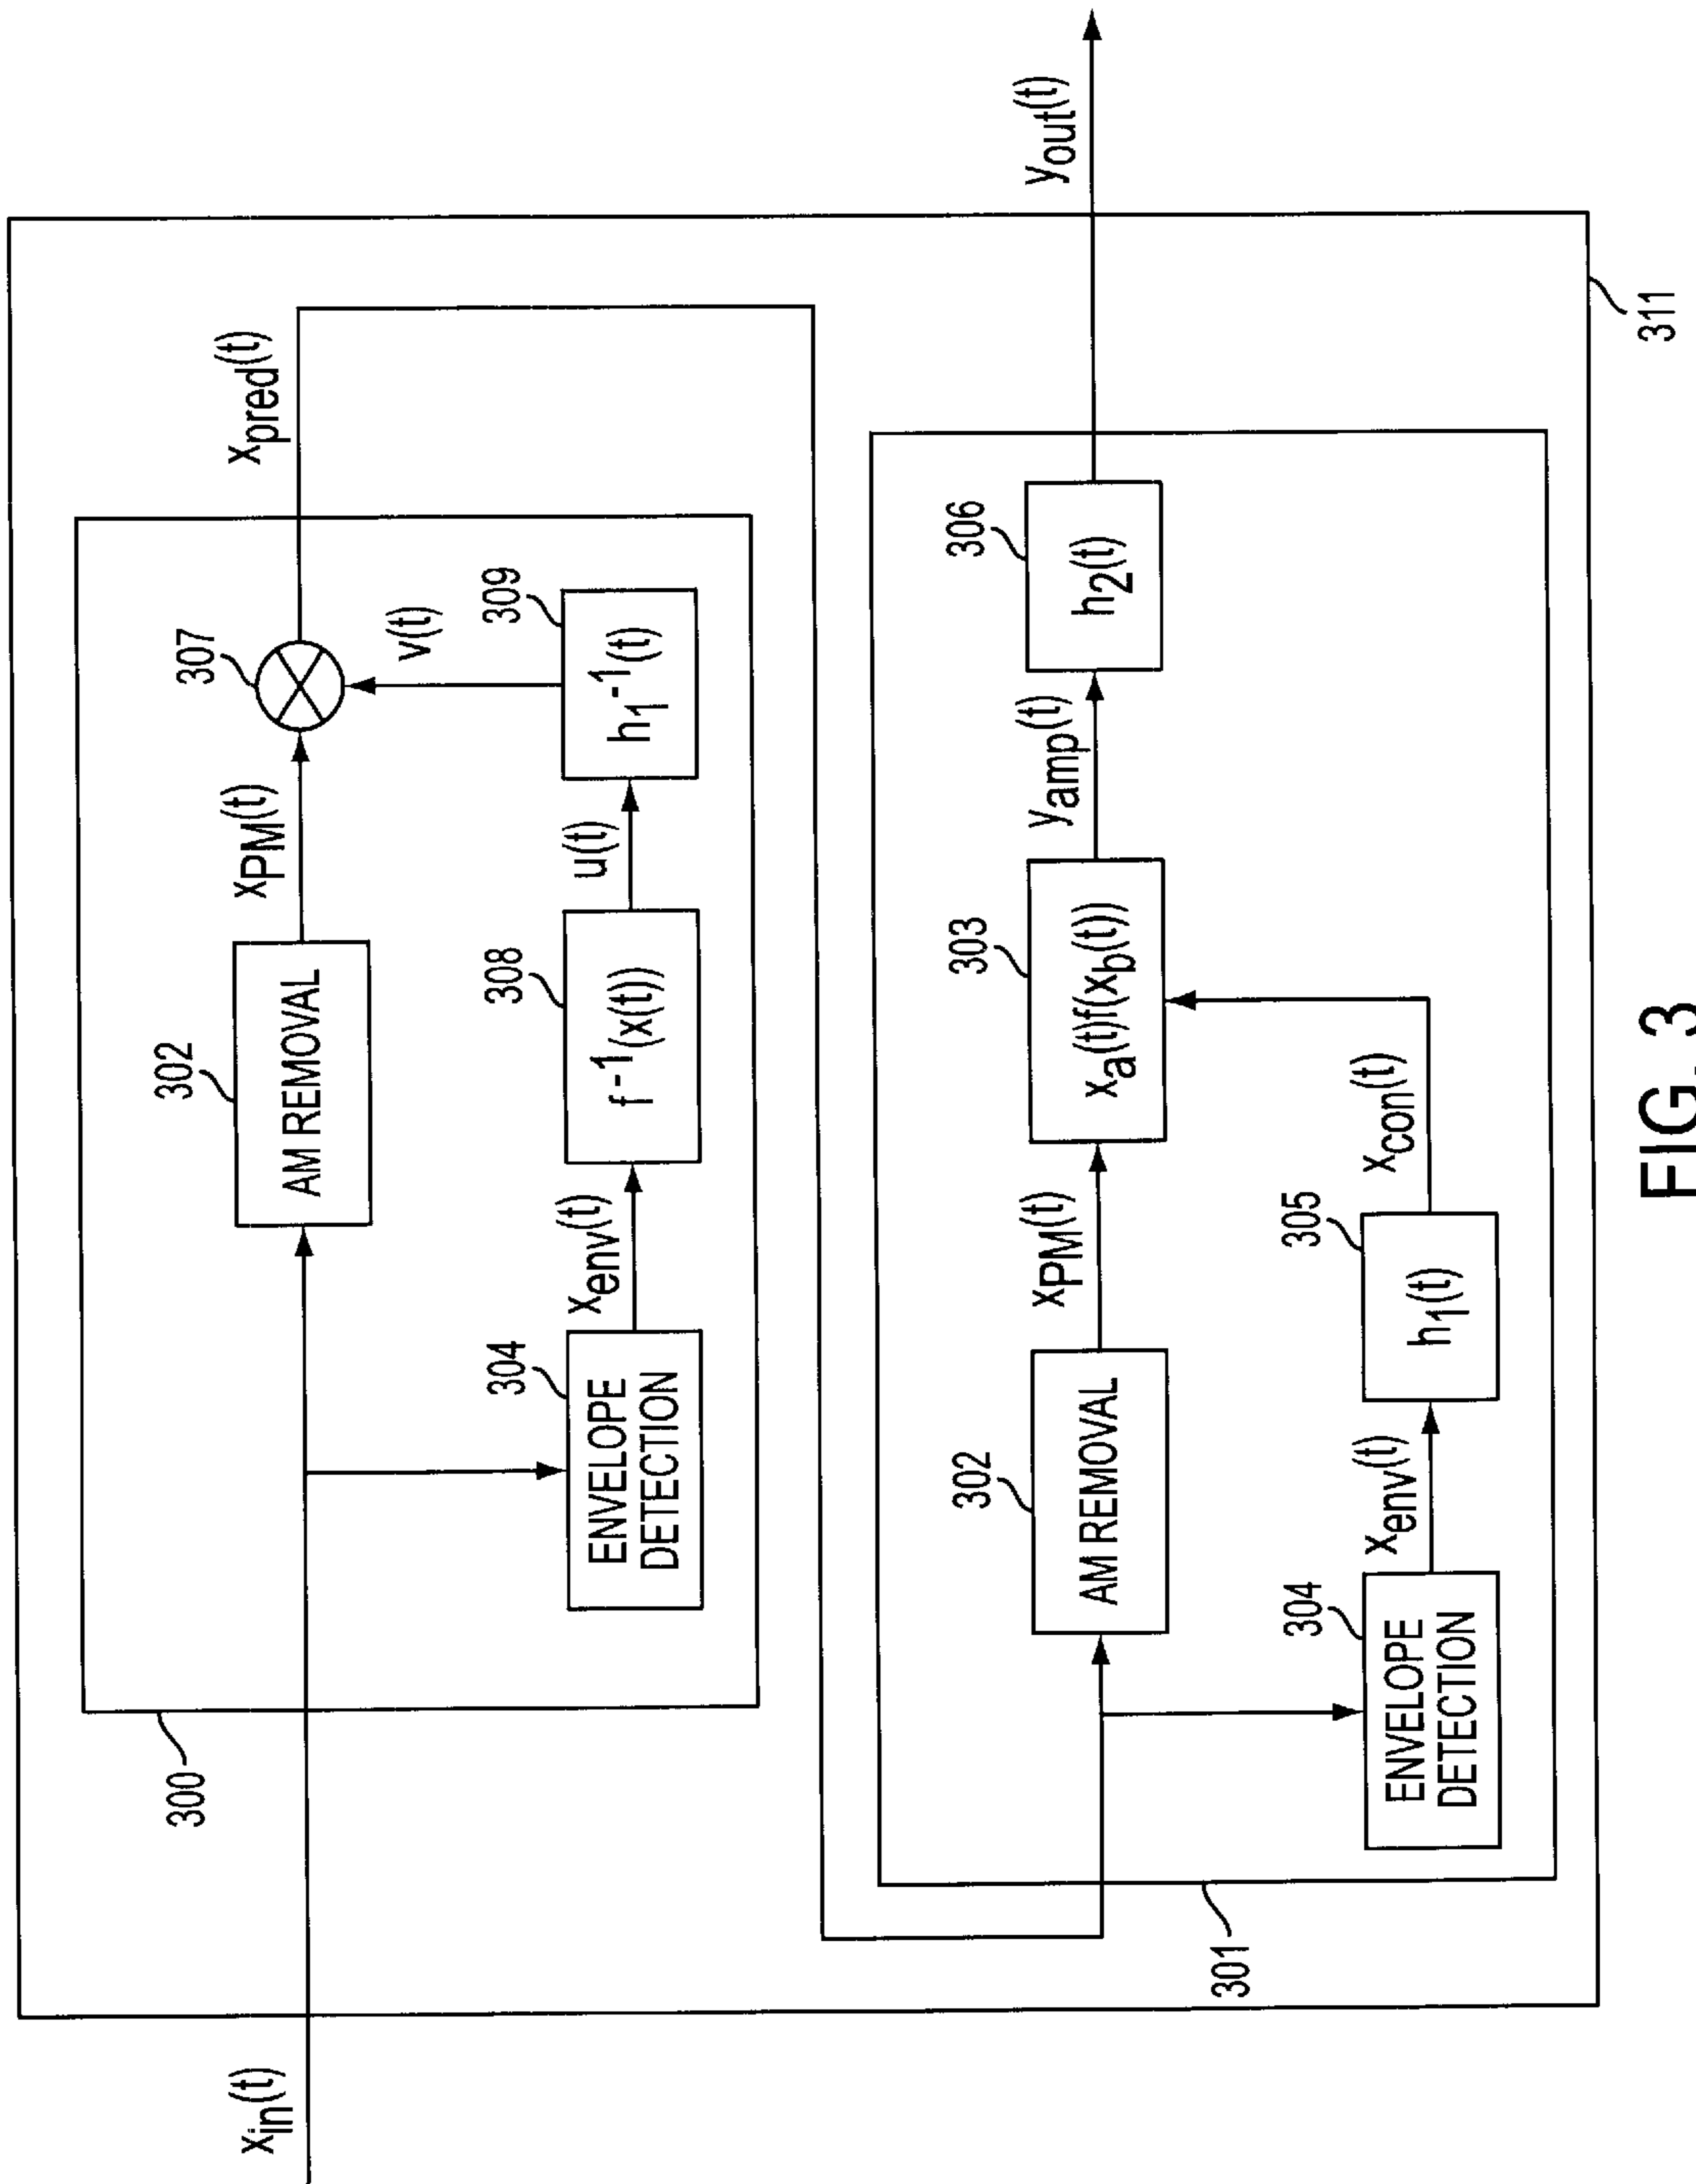 x_in(t)
300
302
AM REMOVAL
x_PM(t)
307
x_pred(t)
304
ENVELOPE
DETECTION
x_env(t)
308
f^-1(x(t))
u(t)
309
h_1^-1(t)
v(t)
301
302
AM REMOVAL
x_PM(t)
303
x_a(t)f(x_b(t))
y_amp(t)
306
h_2(t)
y_out(t)
304
ENVELOPE
DETECTION
x_env(t)
305
h_1(t)
x_con(t)
311
FIG. 3